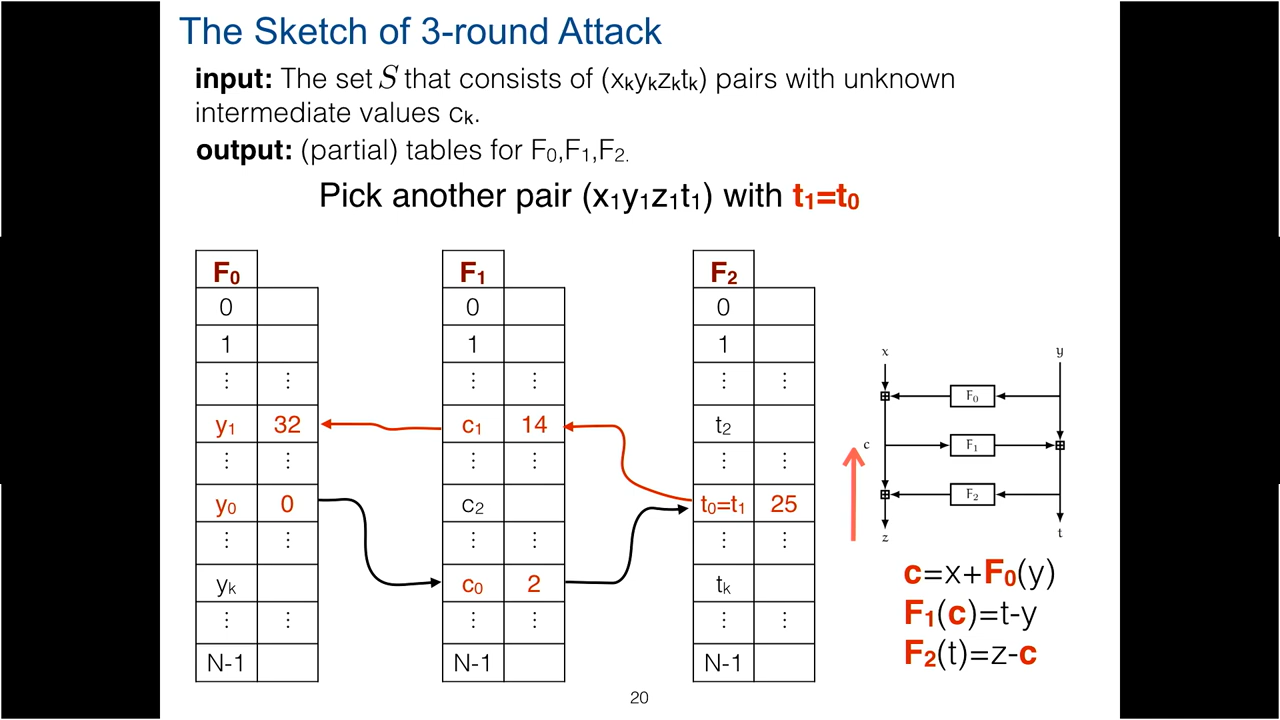 The Sketch of 3-round Attack
input: The set S that consists of (xₖyₖzₖtₖ) pairs with unknown
intermediate values cₖ.
output: (partial) tables for F₀,F₁,F₂.
Pick another pair (x₁y₁z₁t₁) with t₁=t₀
F₀
0
1
⋮ ⋮
y₁ 32
⋮ ⋮
y₀ 0
⋮ ⋮
yₖ
⋮ ⋮
N-1
F₁
0
1
⋮ ⋮
c₁ 14
⋮ ⋮
c₂
⋮ ⋮
c₀ 2
⋮ ⋮
N-1
F₂
0
1
⋮ ⋮
t₂
⋮ ⋮
t₀=t₁ 25
⋮ ⋮
tₖ
⋮ ⋮
N-1
x y
F₀
c F₁
F₂
z t
c=x+F₀(y)
F₁(c)=t-y
F₂(t)=z-c
20